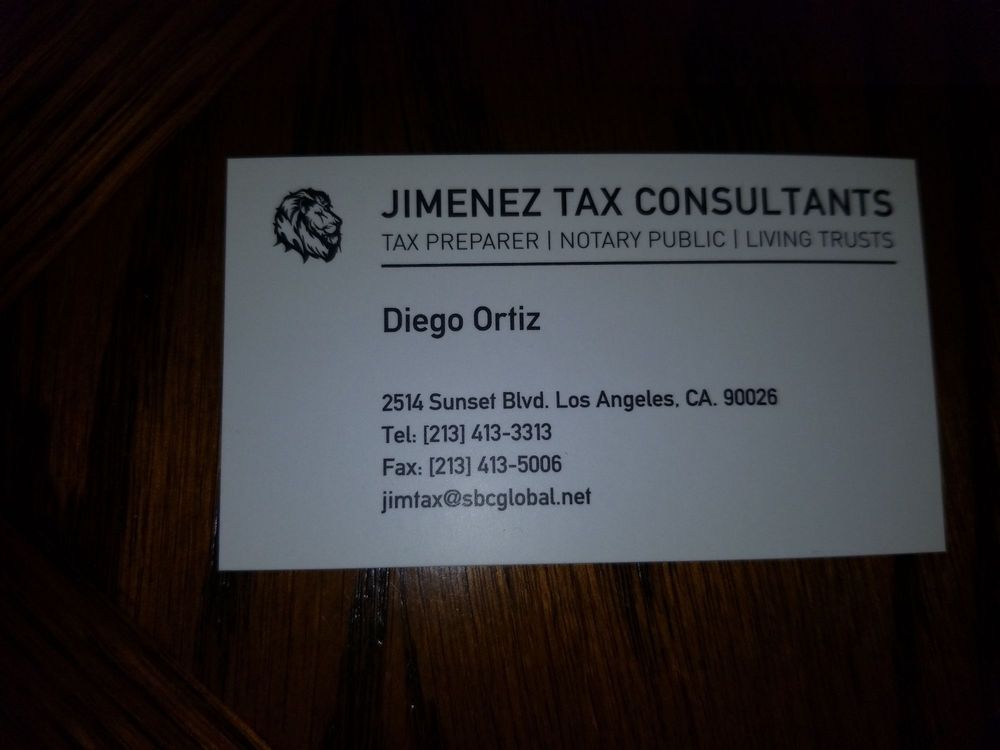 JIMENEZ TAX CONSULTANTS
TAX PREPARER | NOTARY PUBLIC | LIVING TRUSTS
Diego Ortiz
2514 Sunset Blvd. Los Angeles, CA. 90026
Tel: [213] 413-3313
Fax: [213] 413-5006
jimtax@sbcglobal.net